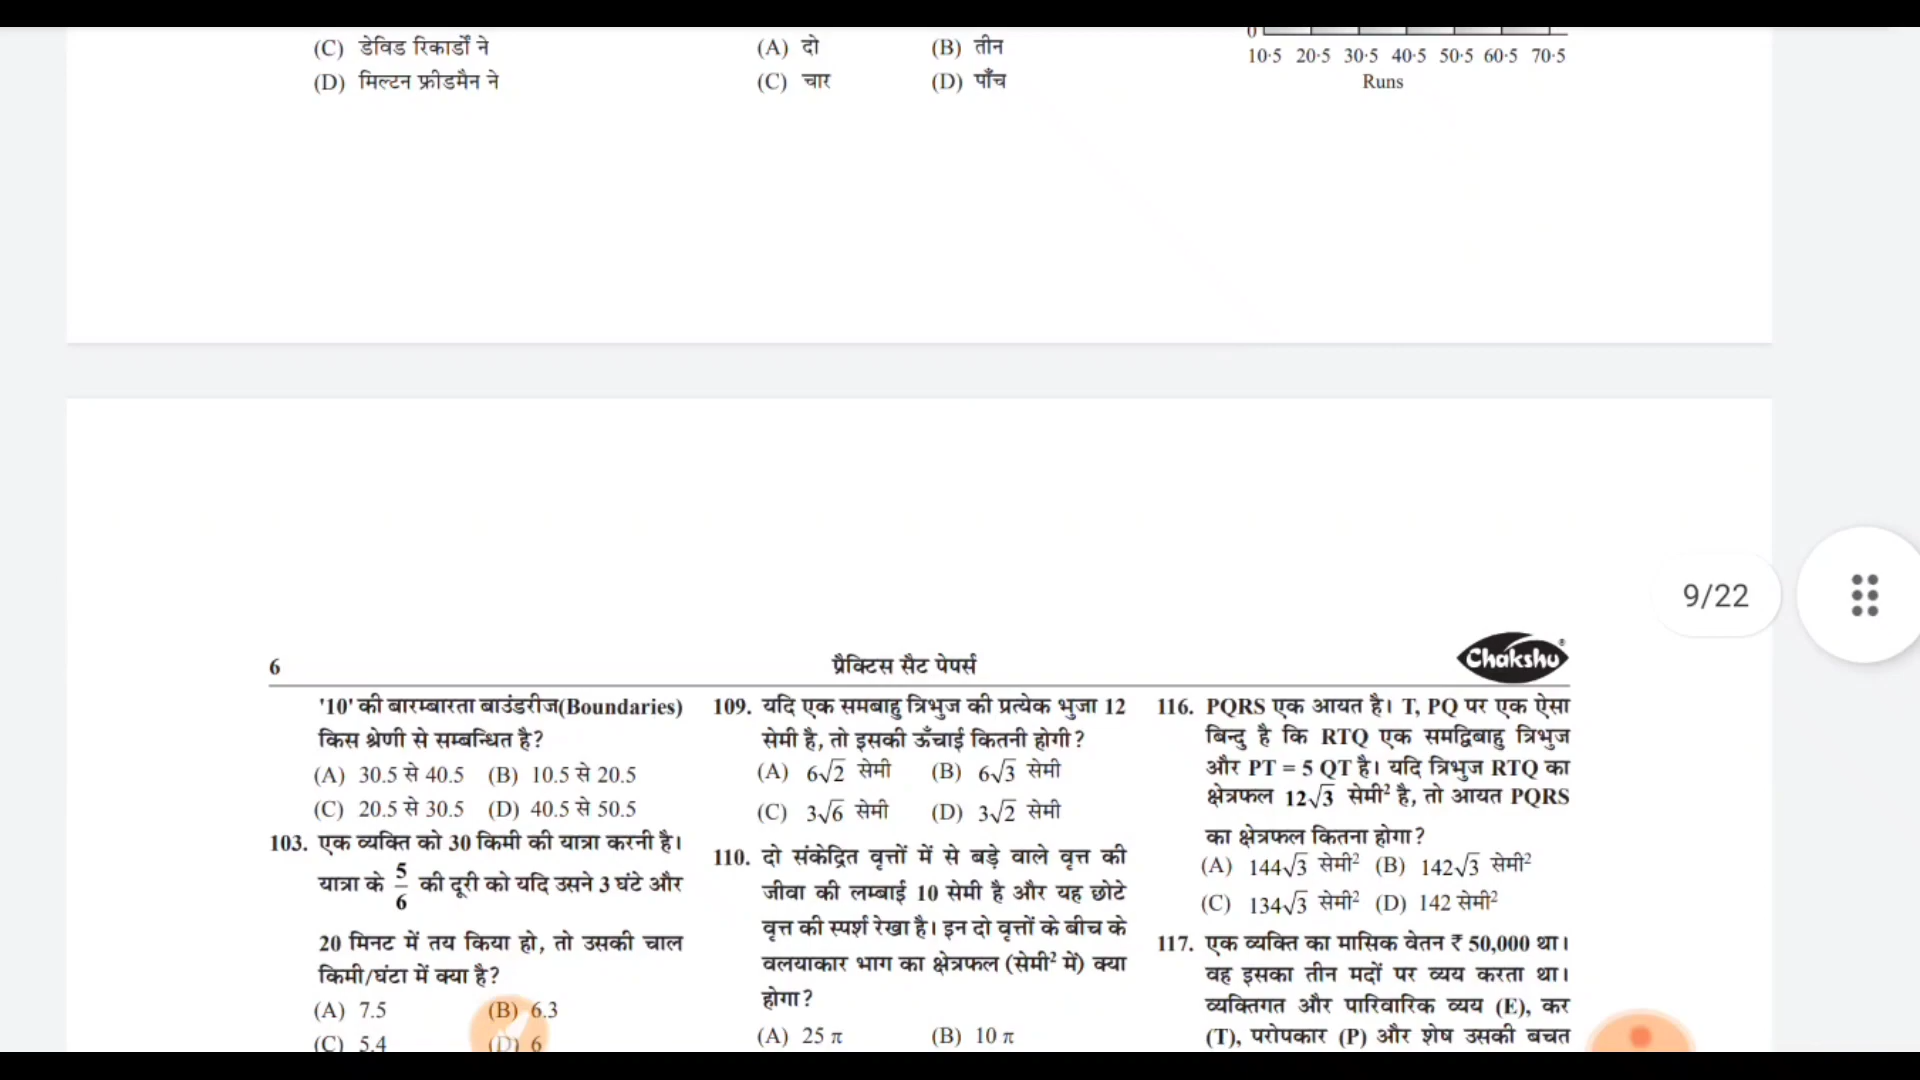 (C) डेविड रिकार्डों ने
(D) मिल्टन फ्रीडमैन ने
(A) दो (B) तीन
(C) चार (D) पाँच
0
10·5 20·5 30·5 40·5 50·5 60·5 70·5
Runs
9/22
6
प्रैक्टिस सैट पेपर्स
Chakshu®
'10' की बारम्बारता बाउंडरीज(Boundaries)
किस श्रेणी से सम्बन्धित है?
(A) 30.5 से 40.5 (B) 10.5 से 20.5
(C) 20.5 से 30.5 (D) 40.5 से 50.5
103. एक व्यक्ति को 30 किमी की यात्रा करनी है।
यात्रा के 5/6 की दूरी को यदि उसने 3 घंटे और
20 मिनट में तय किया हो, तो उसकी चाल
किमी/घंटा में क्या है?
(A) 7.5 (B) 6.3
(C) 5.4 (D) 6
109. यदि एक समबाहु त्रिभुज की प्रत्येक भुजा 12
सेमी है, तो इसकी ऊँचाई कितनी होगी?
(A) 6√2 सेमी (B) 6√3 सेमी
(C) 3√6 सेमी (D) 3√2 सेमी
110. दो संकेद्रित वृत्तों में से बड़े वाले वृत्त की
जीवा की लम्बाई 10 सेमी है और यह छोटे
वृत्त की स्पर्श रेखा है। इन दो वृत्तों के बीच के
वलयाकार भाग का क्षेत्रफल (सेमी² में) क्या
होगा?
(A) 25 π (B) 10 π
116. PQRS एक आयत है। T, PQ पर एक ऐसा
बिन्दु है कि RTQ एक समद्विबाहु त्रिभुज
और PT = 5 QT है। यदि त्रिभुज RTQ का
क्षेत्रफल 12√3 सेमी² है, तो आयत PQRS
का क्षेत्रफल कितना होगा?
(A) 144√3 सेमी² (B) 142√3 सेमी²
(C) 134√3 सेमी² (D) 142 सेमी²
117. एक व्यक्ति का मासिक वेतन ₹ 50,000 था।
वह इसका तीन मदों पर व्यय करता था।
व्यक्तिगत और पारिवारिक व्यय (E), कर
(T), परोपकार (P) और शेष उसकी बचत